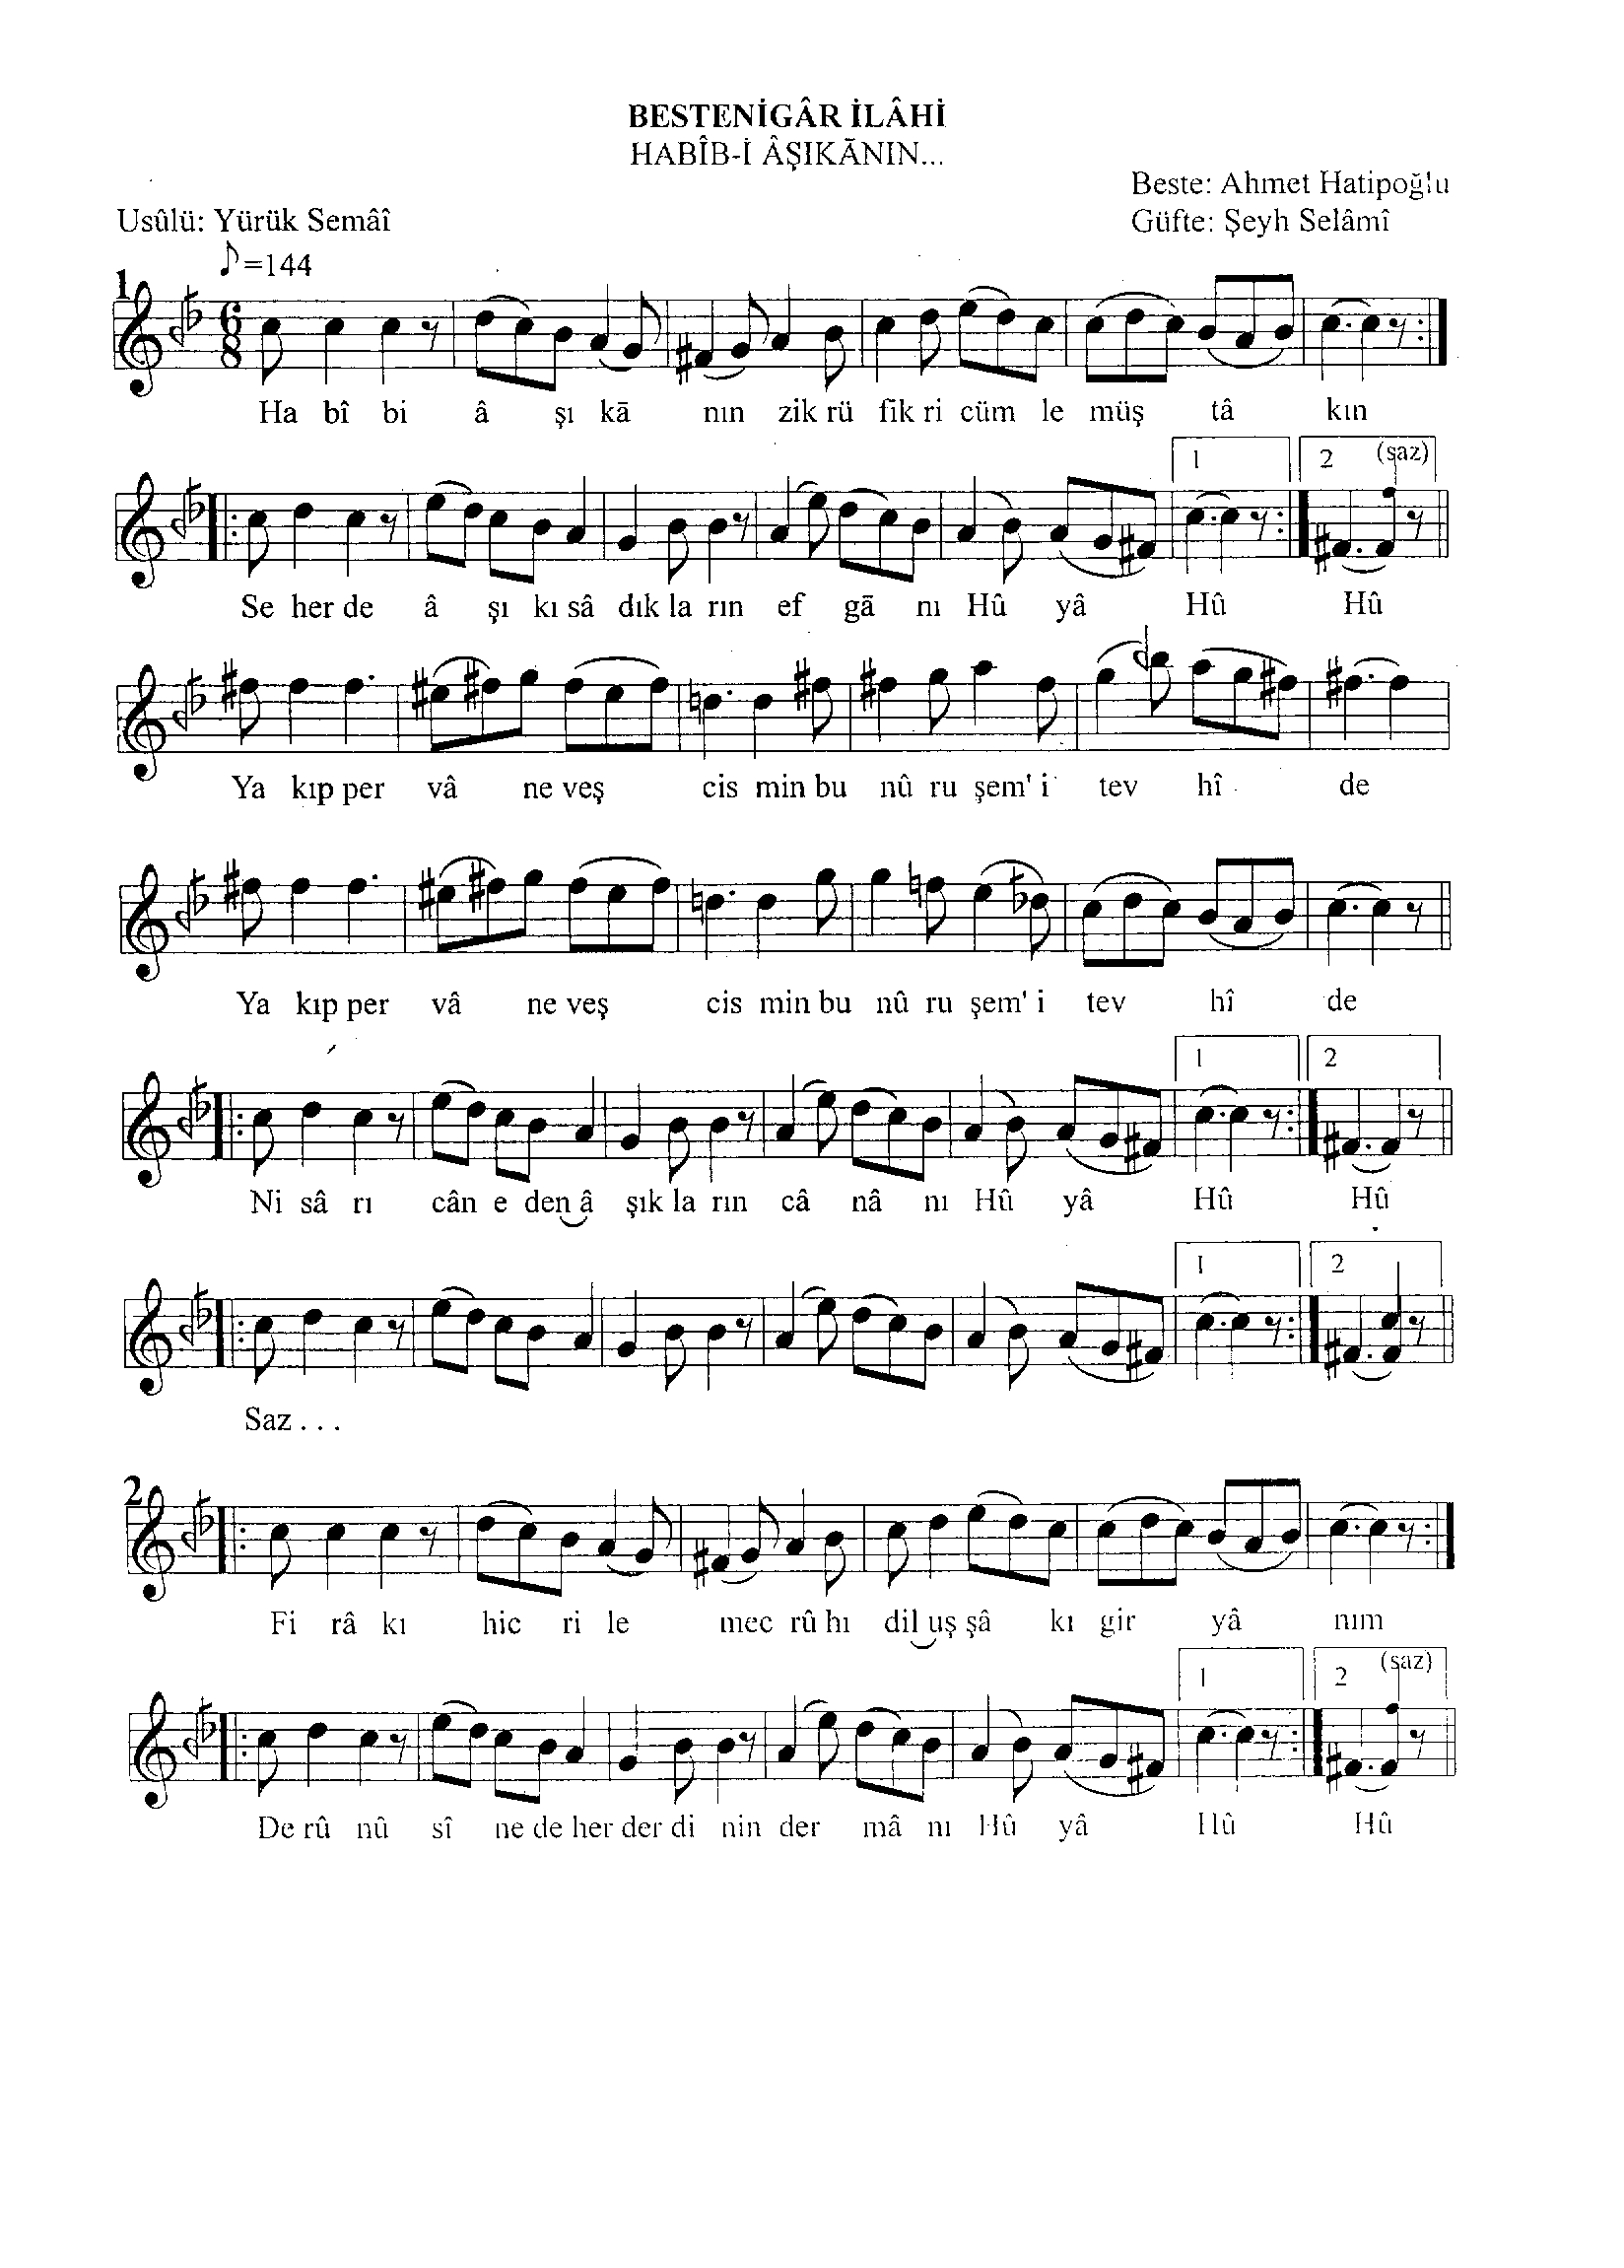 BESTENİGÂR İLÂHİ
HABÎB-İ ÂŞIKĀNIN...
Beste: Ahmet Hatipoğlu
Usûlü: Yürük Semâî
Güfte: Şeyh Selâmî
♪=144
1
6
8
Ha bî bi â şı kā nın zik rü fik ri cüm le müş tâ kın
1 2 (saz)
Se her de â şı kı sâ dık la rın ef gā nı Hû yâ Hû Hû
Ya kıp per vâ ne veş cis min bu nû ru şem' i tev hî de
Ya kıp per vâ ne veş cis min bu nû ru şem' i tev hî de
1 2
Ni sâ rı cân e den â şık la rın câ nâ nı Hû yâ Hû Hû
1 2
Saz . . .
2
Fi râ kı hic ri le mec rû hı dil uş şâ kı gir yâ nım
1 2 (saz)
De rû nû sî ne de her der di nin der mâ nı Hû yâ Hû Hû